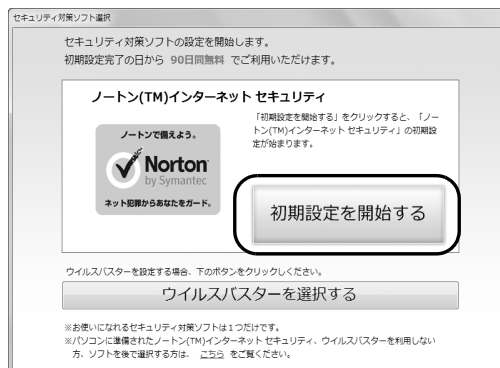 セキュリティ対策ソフト選択
セキュリティ対策ソフトの設定を開始します。
初期設定完了の日から 90日間無料 でご利用いただけます。
ノートン(TM)インターネット セキュリティ
ノートンで備えよう。
Norton
by Symantec
ネット犯罪からあなたをガード。
「初期設定を開始する」をクリックすると、「ノー
トン(TM)インターネット セキュリティ」の初期設
定が始まります。
初期設定を開始する
ウイルスバスターを設定する場合、下のボタンをクリックしください。
ウイルスバスターを選択する
※お使いになれるセキュリティ対策ソフトは１つだけです。
※パソコンに準備されたノートン(TM)インターネット セキュリティ、ウイルスバスターを利用しない
方、ソフトを後で選択する方は、 こちら をご覧ください。